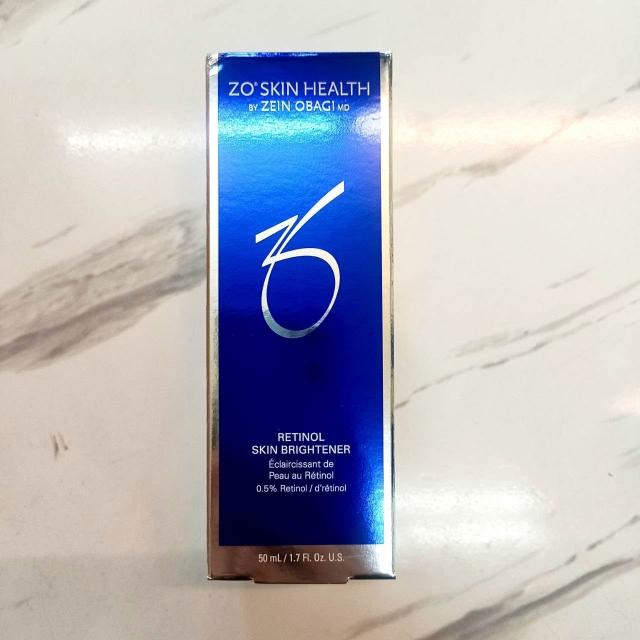 ZO® SKIN HEALTH
BY ZEIN OBAGI MD
ZO
RETINOL
SKIN BRIGHTENER
Éclaircissant de
Peau au Rétinol
0.5% Retinol / d'rétinol
50 mL / 1.7 Fl. Oz. U.S.